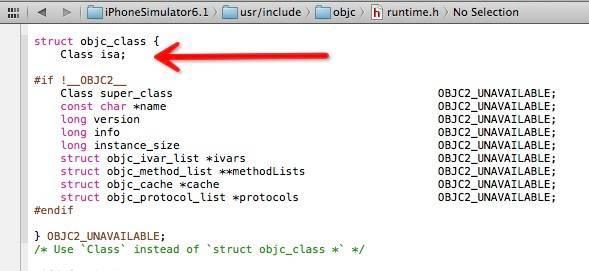 iPhoneSimulator6.1 usr/include objc h runtime.h No Selection
struct objc_class {
Class isa;
#if !__OBJC2__
Class super_class OBJC2_UNAVAILABLE;
const char *name OBJC2_UNAVAILABLE;
long version OBJC2_UNAVAILABLE;
long info OBJC2_UNAVAILABLE;
long instance_size OBJC2_UNAVAILABLE;
struct objc_ivar_list *ivars OBJC2_UNAVAILABLE;
struct objc_method_list **methodLists OBJC2_UNAVAILABLE;
struct objc_cache *cache OBJC2_UNAVAILABLE;
struct objc_protocol_list *protocols OBJC2_UNAVAILABLE;
#endif
} OBJC2_UNAVAILABLE;
/* Use `Class` instead of `struct objc_class *` */